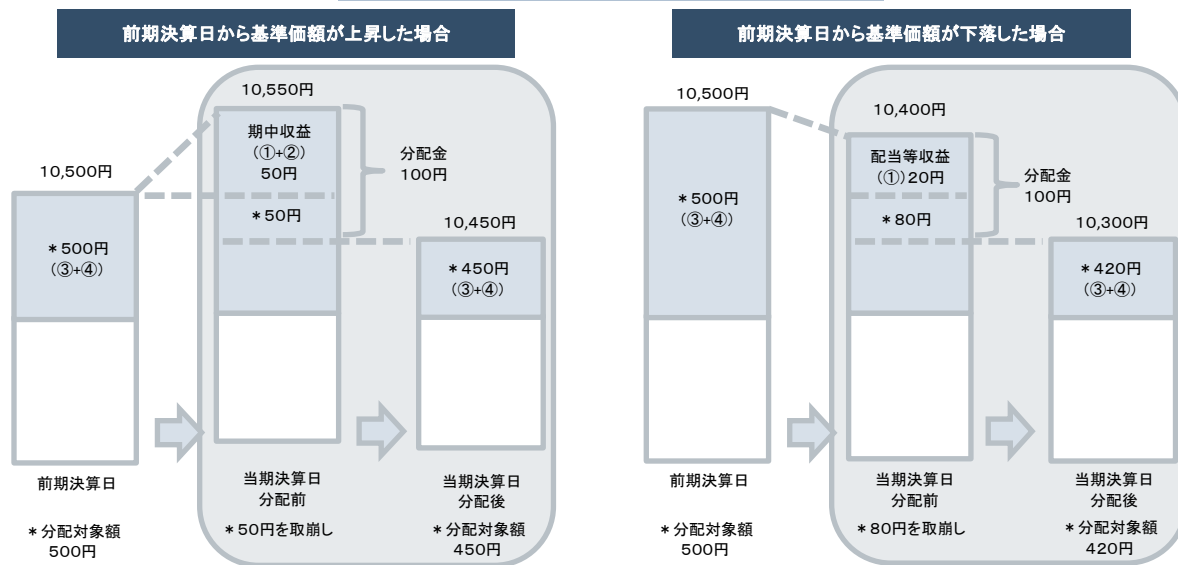 前期決算日から基準価額が上昇した場合
10,550円
期中収益
(①+②)
50円
分配金
100円
10,500円
*50円
10,450円
*500円
(③+④)
*450円
(③+④)
前期決算日
当期決算日
分配前
当期決算日
分配後
*分配対象額
500円
*50円を取崩し
*分配対象額
450円
前期決算日から基準価額が下落した場合
10,500円
10,400円
配当等収益
(①)20円
分配金
100円
*500円
(③+④)
*80円
10,300円
*420円
(③+④)
前期決算日
当期決算日
分配前
当期決算日
分配後
*分配対象額
500円
*80円を取崩し
*分配対象額
420円